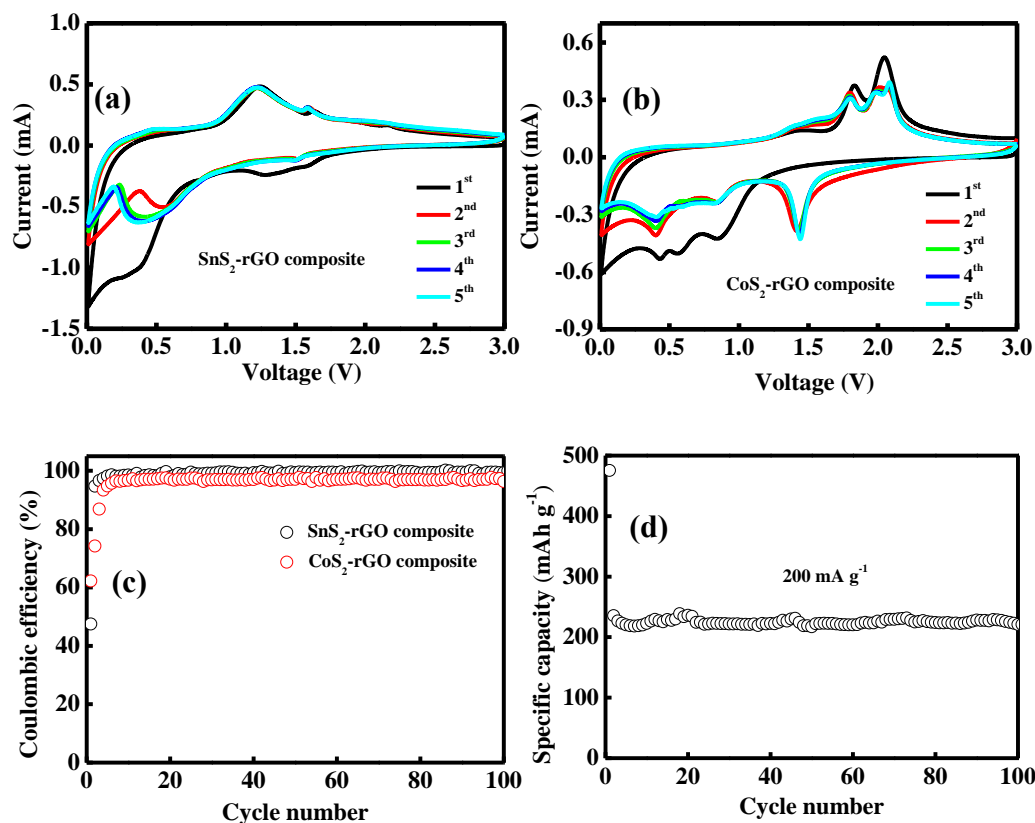 (a)
Current (mA)
1.0
0.5
0.0
-0.5
-1.0
-1.5
SnS₂-rGO composite
1ˢᵗ
2ⁿᵈ
3ʳᵈ
4ᵗʰ
5ᵗʰ
0.0 0.5 1.0 1.5 2.0 2.5 3.0
Voltage (V)
(b)
Current (mA)
0.6
0.3
0.0
-0.3
-0.6
-0.9
CoS₂-rGO composite
1ˢᵗ
2ⁿᵈ
3ʳᵈ
4ᵗʰ
5ᵗʰ
0.0 0.5 1.0 1.5 2.0 2.5 3.0
Voltage (V)
Coulombic efficiency (%)
100
80
60
40
20
0
SnS₂-rGO composite
CoS₂-rGO composite
(c)
0 20 40 60 80 100
Cycle number
Specific capacity (mAh g⁻¹)
500
400
300
200
100
0
(d)
200 mA g⁻¹
0 20 40 60 80 100
Cycle number